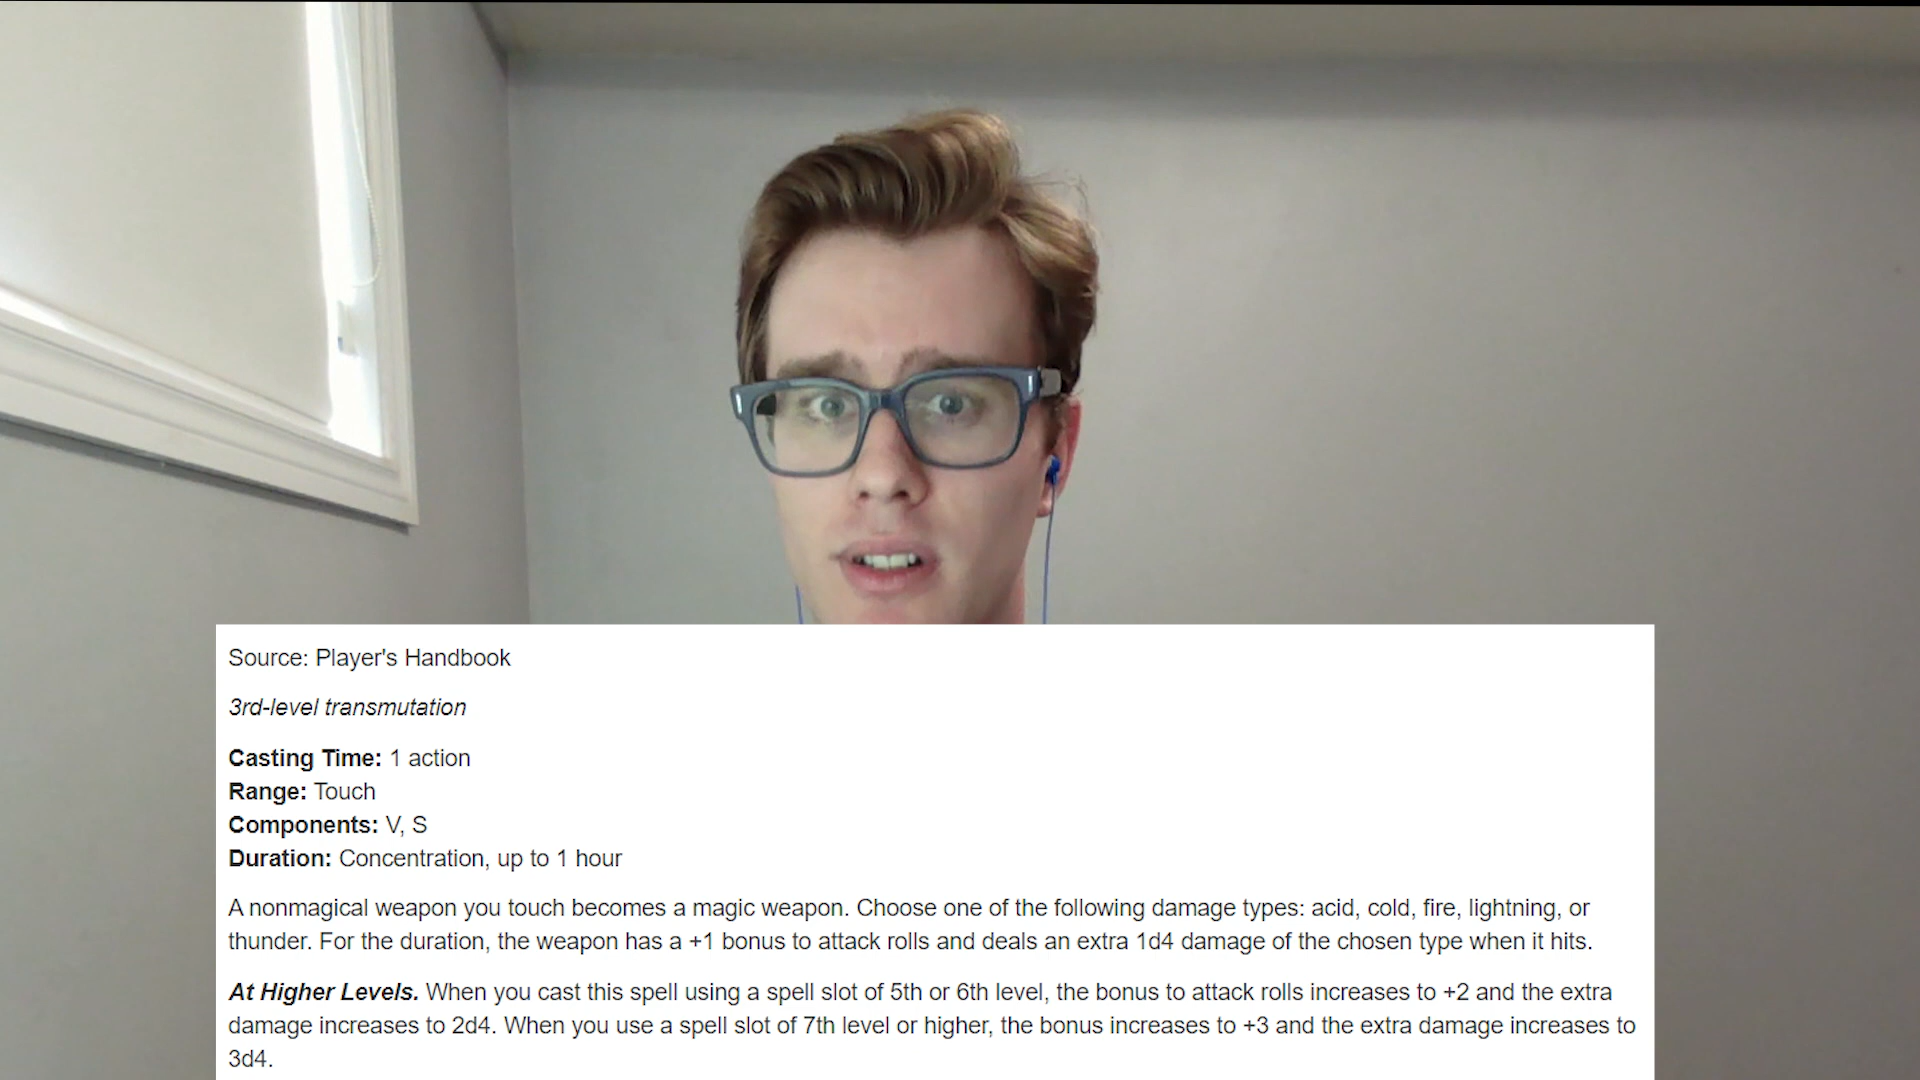 Source: Player's Handbook
3rd-level transmutation
Casting Time: 1 action
Range: Touch
Components: V, S
Duration: Concentration, up to 1 hour
A nonmagical weapon you touch becomes a magic weapon. Choose one of the following damage types: acid, cold, fire, lightning, or
thunder. For the duration, the weapon has a +1 bonus to attack rolls and deals an extra 1d4 damage of the chosen type when it hits.
At Higher Levels. When you cast this spell using a spell slot of 5th or 6th level, the bonus to attack rolls increases to +2 and the extra
damage increases to 2d4. When you use a spell slot of 7th level or higher, the bonus increases to +3 and the extra damage increases to
3d4.